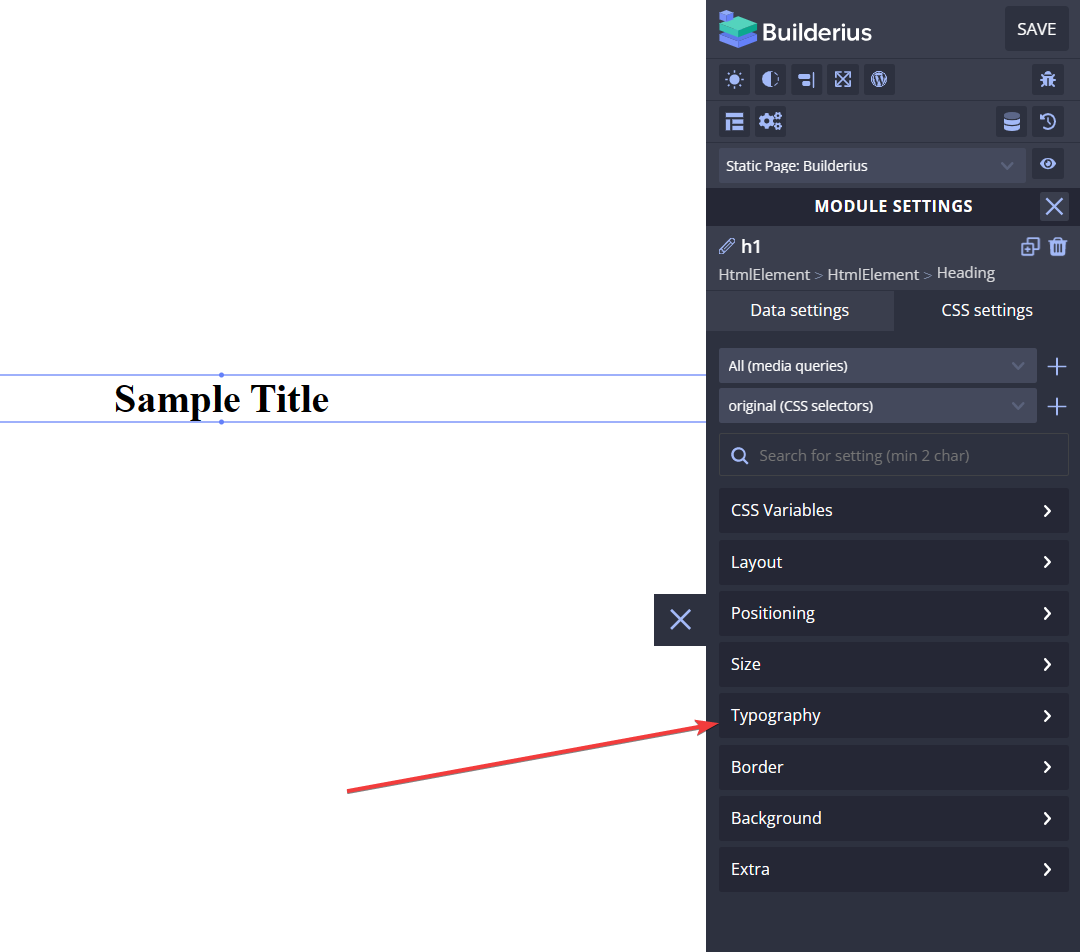 Builderius
SAVE
Static Page: Builderius
MODULE SETTINGS
h1
HtmlElement > HtmlElement > Heading
Data settings
CSS settings
All (media queries)
original (CSS selectors)
Search for setting (min 2 char)
CSS Variables
Layout
Positioning
Size
Typography
Border
Background
Extra
Sample Title